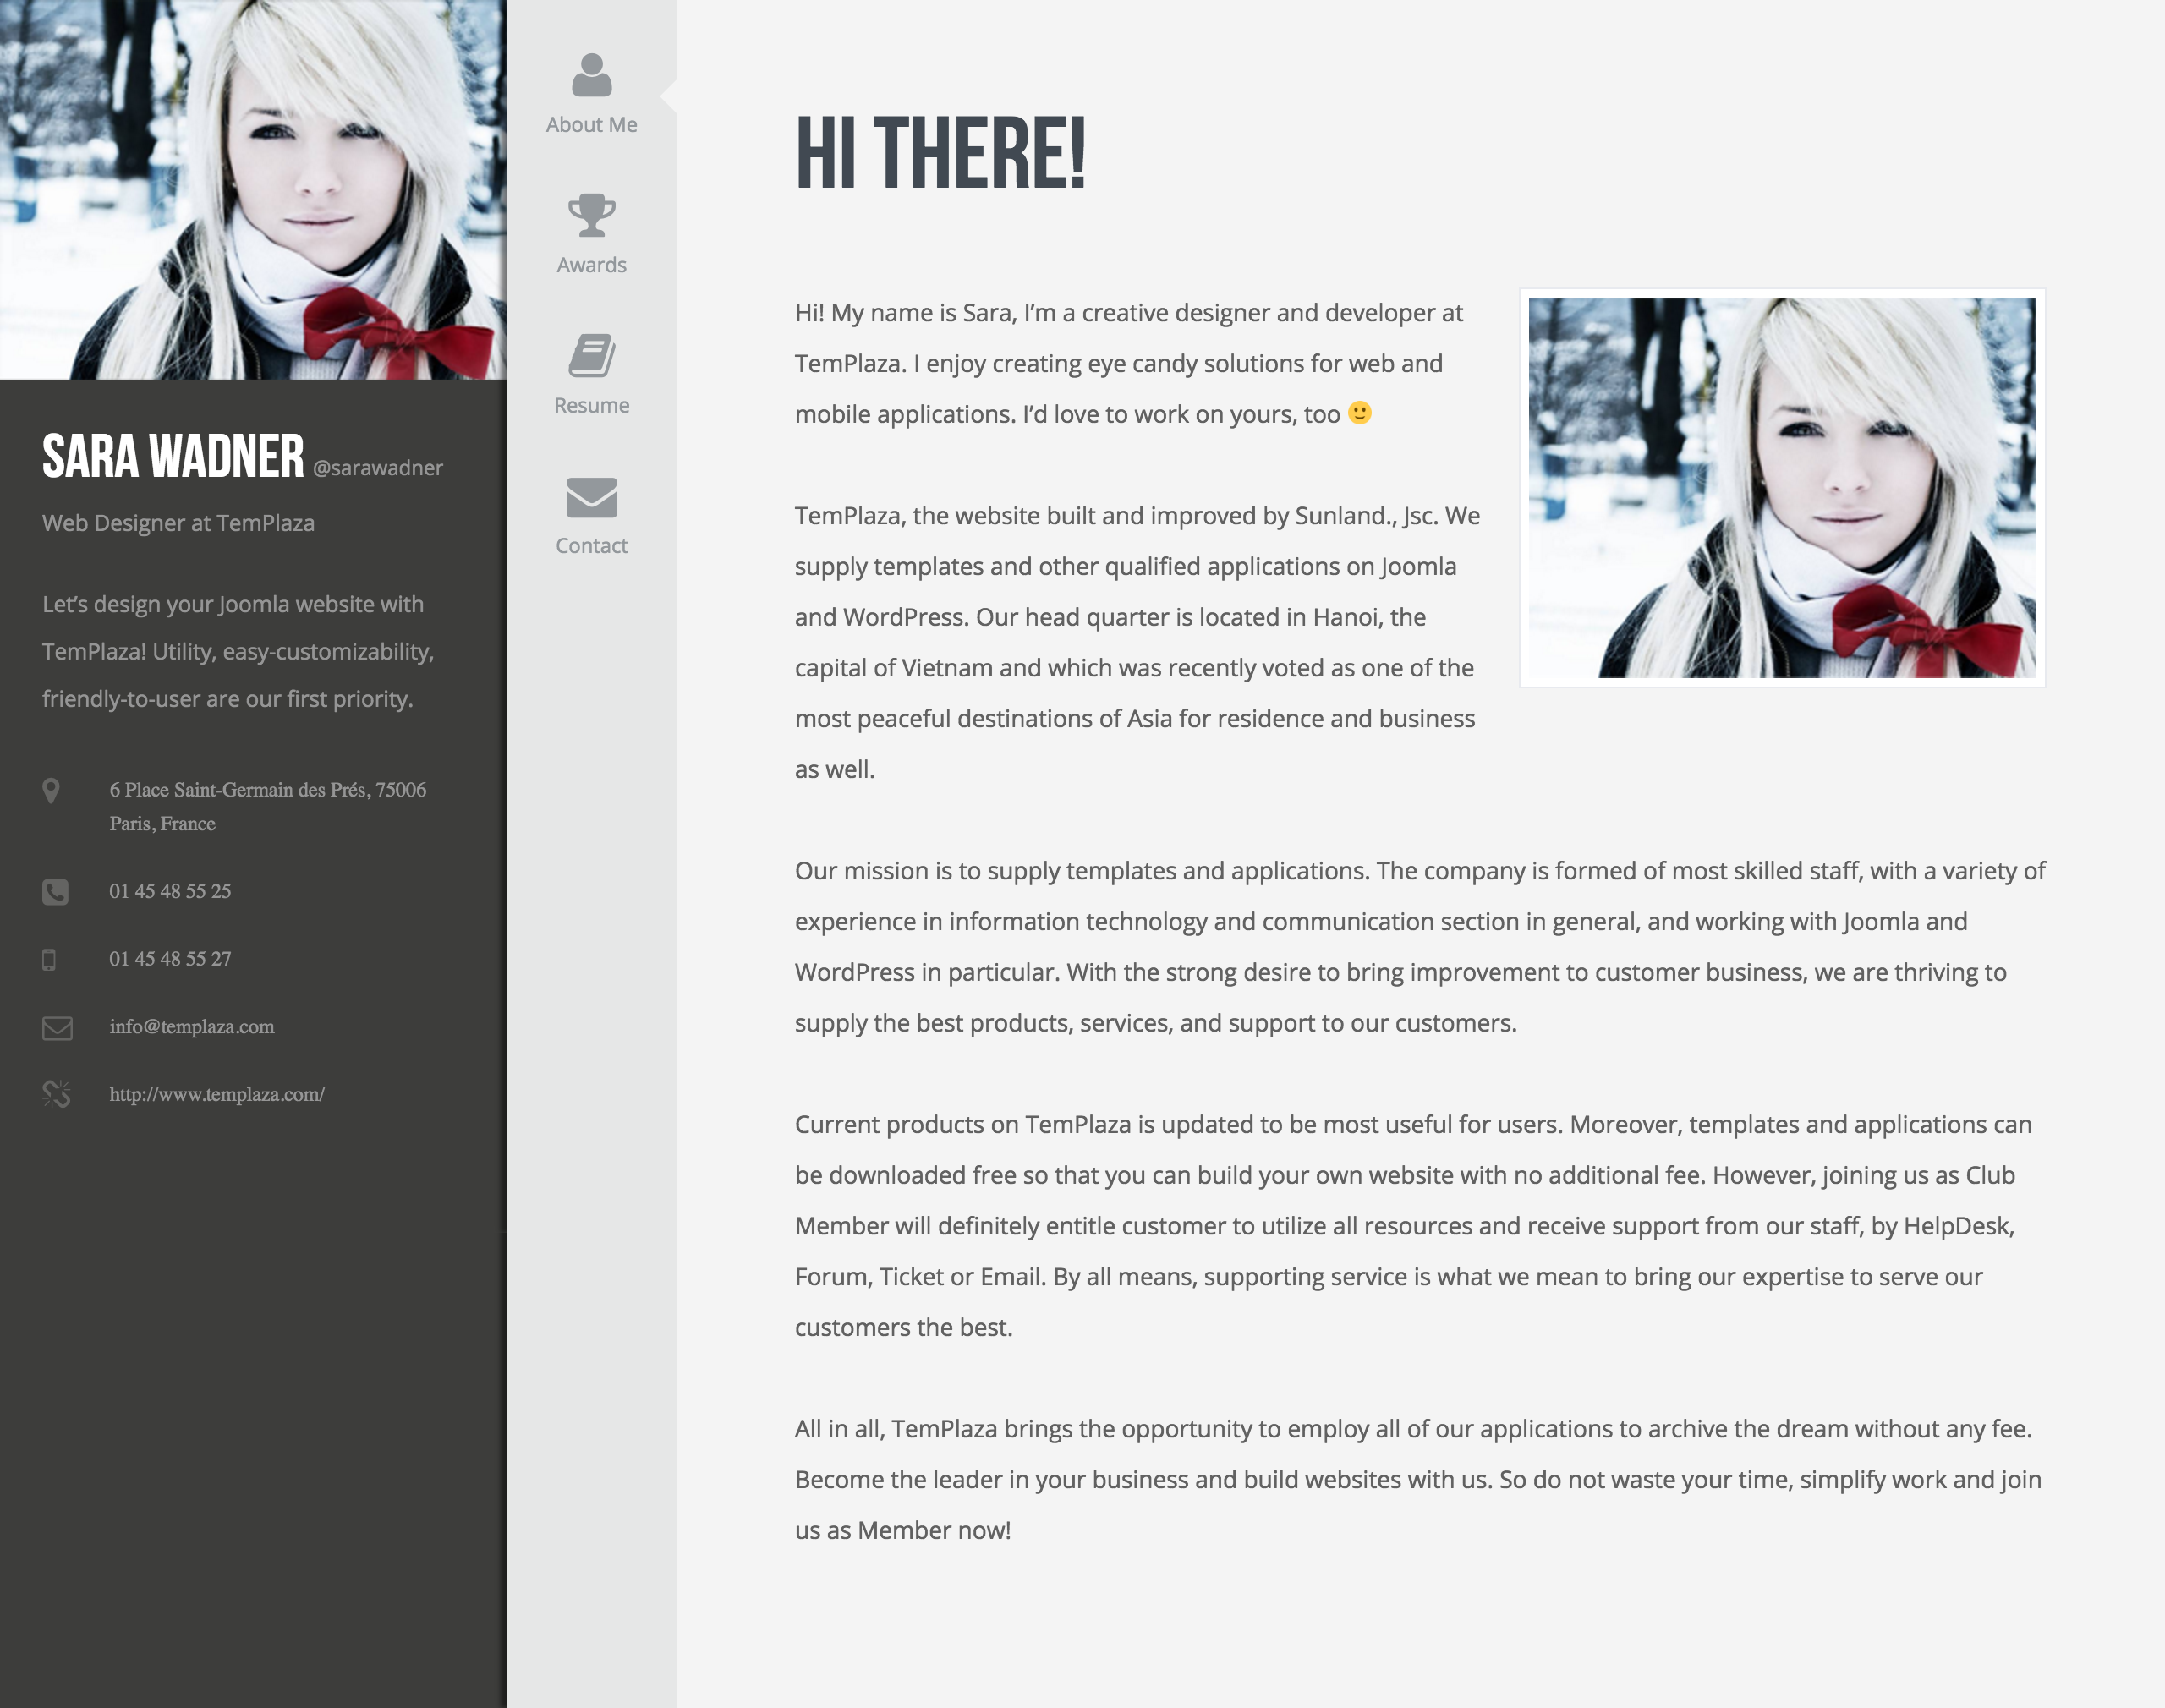 SARA WADNER @sarawadner
Web Designer at TemPlaza
Let’s design your Joomla website with
TemPlaza! Utility, easy-customizability,
friendly-to-user are our first priority.
6 Place Saint-Germain des Prés, 75006
Paris, France
01 45 48 55 25
01 45 48 55 27
info@templaza.com
http://www.templaza.com/
About Me
Awards
Resume
Contact
HI THERE!
Hi! My name is Sara, I’m a creative designer and developer at
TemPlaza. I enjoy creating eye candy solutions for web and
mobile applications. I’d love to work on yours, too 🙂
TemPlaza, the website built and improved by Sunland., Jsc. We
supply templates and other qualified applications on Joomla
and WordPress. Our head quarter is located in Hanoi, the
capital of Vietnam and which was recently voted as one of the
most peaceful destinations of Asia for residence and business
as well.
Our mission is to supply templates and applications. The company is formed of most skilled staff, with a variety of
experience in information technology and communication section in general, and working with Joomla and
WordPress in particular. With the strong desire to bring improvement to customer business, we are thriving to
supply the best products, services, and support to our customers.
Current products on TemPlaza is updated to be most useful for users. Moreover, templates and applications can
be downloaded free so that you can build your own website with no additional fee. However, joining us as Club
Member will definitely entitle customer to utilize all resources and receive support from our staff, by HelpDesk,
Forum, Ticket or Email. By all means, supporting service is what we mean to bring our expertise to serve our
customers the best.
All in all, TemPlaza brings the opportunity to employ all of our applications to archive the dream without any fee.
Become the leader in your business and build websites with us. So do not waste your time, simplify work and join
us as Member now!